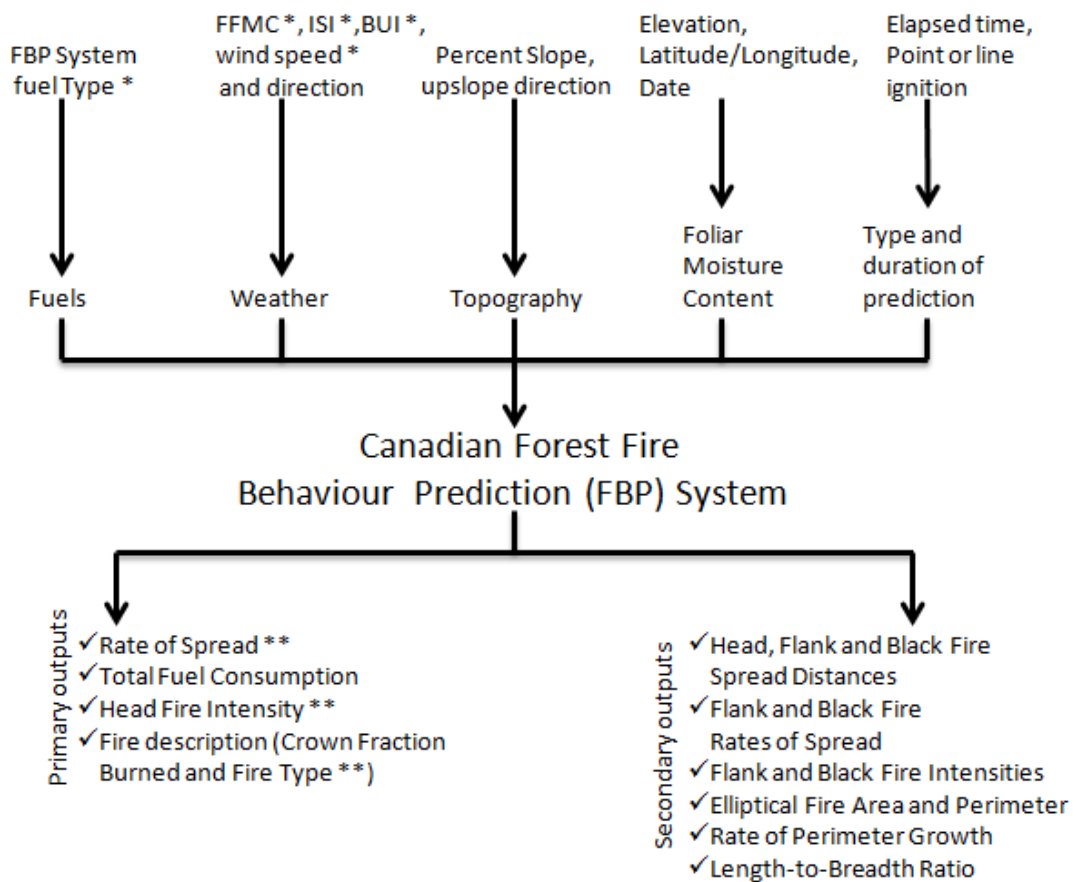 FBP System
fuel Type *
FFMC *, ISI *,BUI *,
wind speed *
and direction
Percent Slope,
upslope direction
Elevation,
Latitude/Longitude,
Date
Elapsed time,
Point or line
ignition
Fuels
Weather
Topography
Foliar
Moisture
Content
Type and
duration of
prediction
Canadian Forest Fire
Behaviour Prediction (FBP) System
Primary outputs
✓Rate of Spread **
✓Total Fuel Consumption
✓Head Fire Intensity **
✓Fire description (Crown Fraction
Burned and Fire Type **)
Secondary outputs
✓Head, Flank and Black Fire
Spread Distances
✓Flank and Black Fire
Rates of Spread
✓Flank and Black Fire Intensities
✓Elliptical Fire Area and Perimeter
✓Rate of Perimeter Growth
✓Length-to-Breadth Ratio